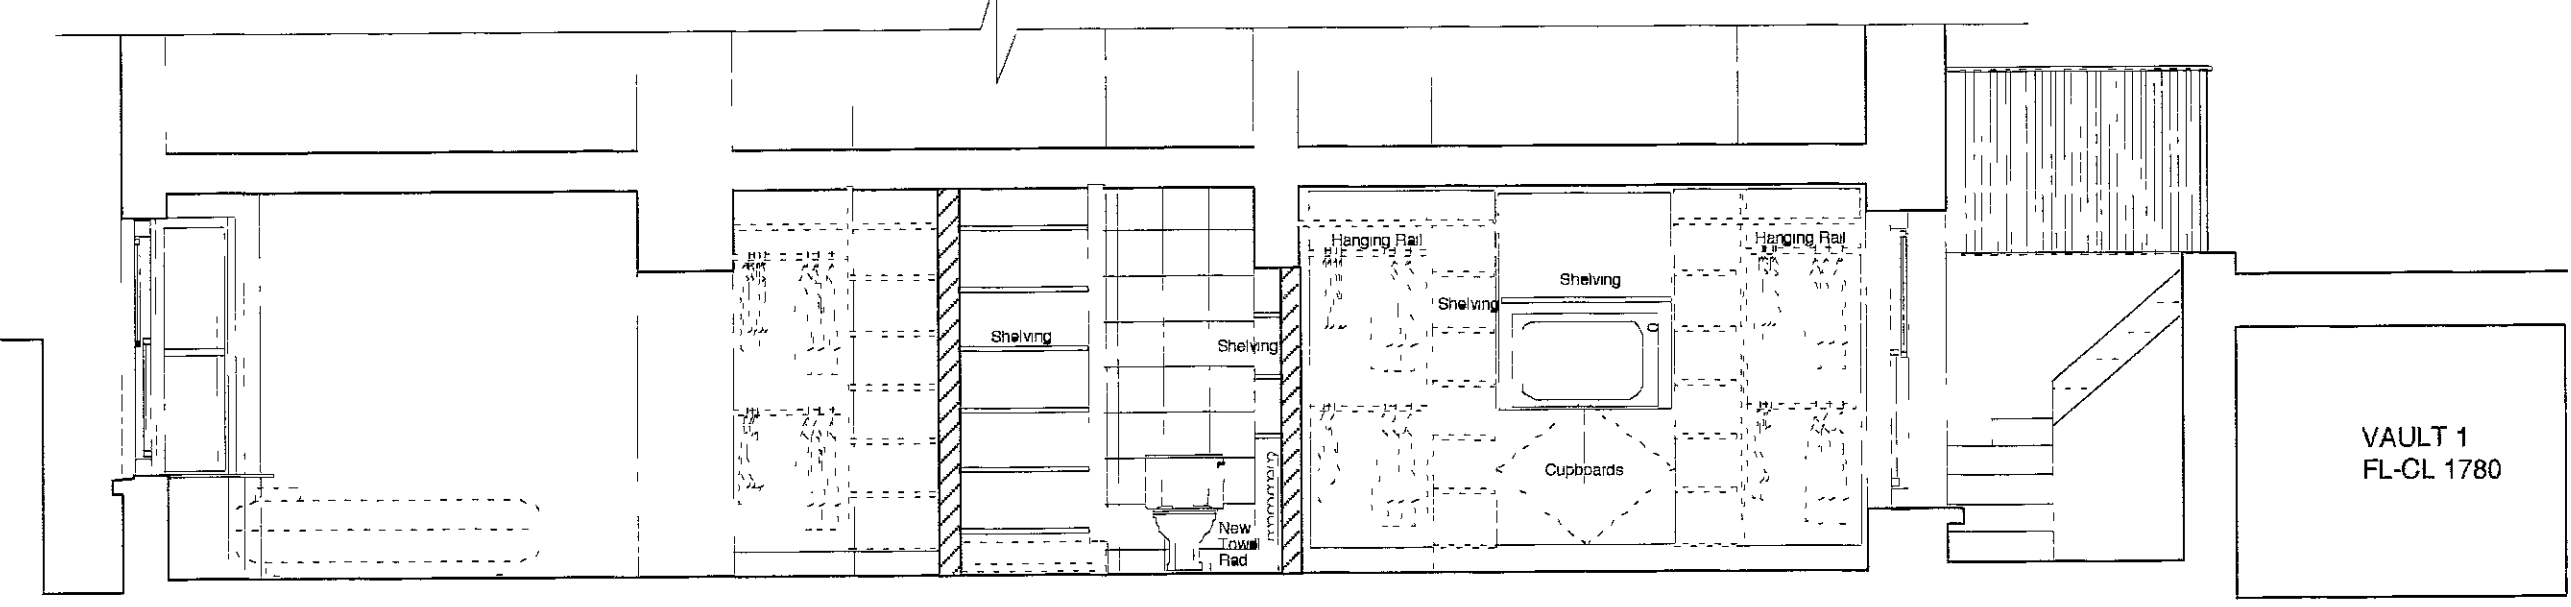 Hanging Rail
Hanging Rail
Shelving
Shelving
Shelving
Shelving
Cupboards
New
Towel
Rad
VAULT 1
FL-CL 1780